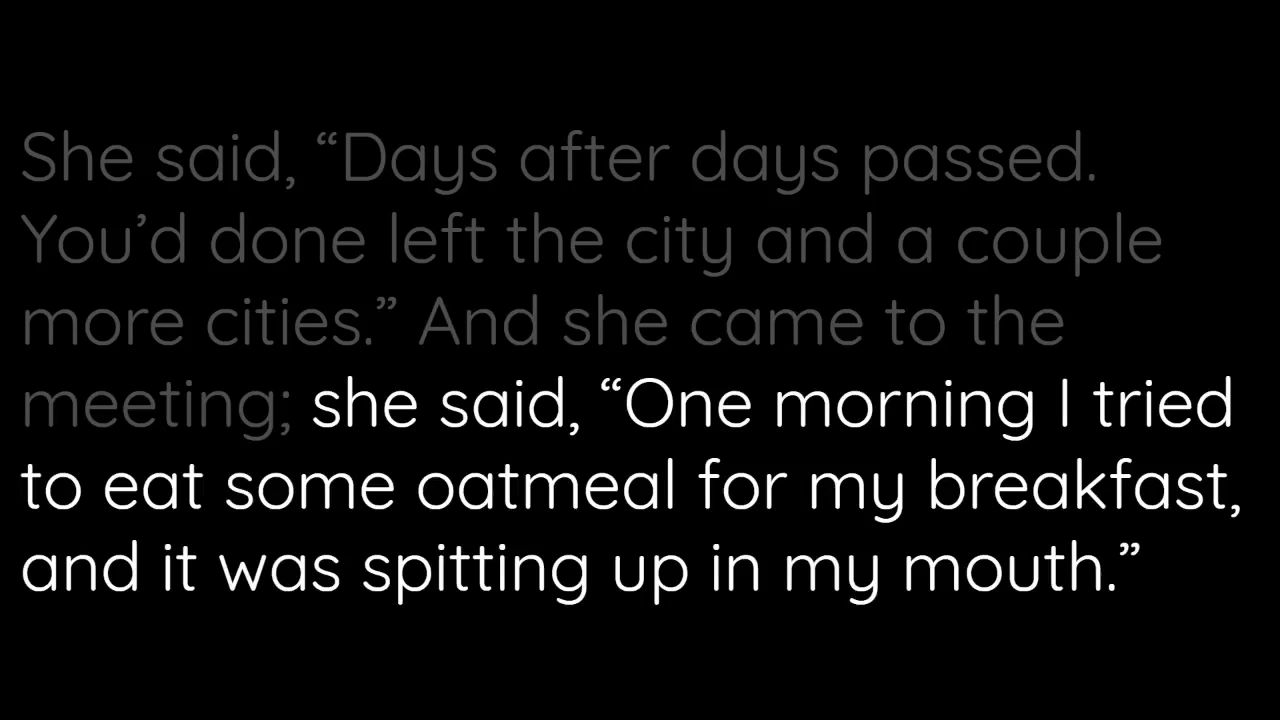 She said, “Days after days passed.
You’d done left the city and a couple
more cities.” And she came to the
meeting; she said, “One morning I tried
to eat some oatmeal for my breakfast,
and it was spitting up in my mouth.”